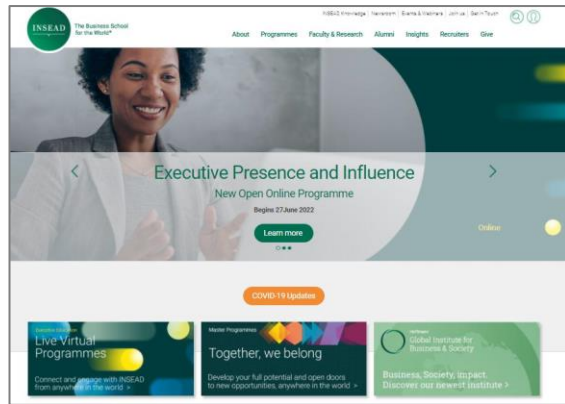 INSEAD
The Business School
for the World®
INSEAD Knowledge | Newsroom | Events & Webinars | Join us | Get in Touch
About Programmes Faculty & Research Alumni Insights Recruiters Give
Executive Presence and Influence
New Open Online Programme
Begins 27June 2022
Learn more
Online
COVID-19 Updates
Executive Education
Live Virtual
Programmes
Connect and engage with INSEAD
from anywhere in the world >
Master Programmes
Together, we belong
Develop your full potential and open doors
to new opportunities, anywhere in the world >
Global Institute for
Business & Society
Business, Society, impact.
Discover our newest institute >